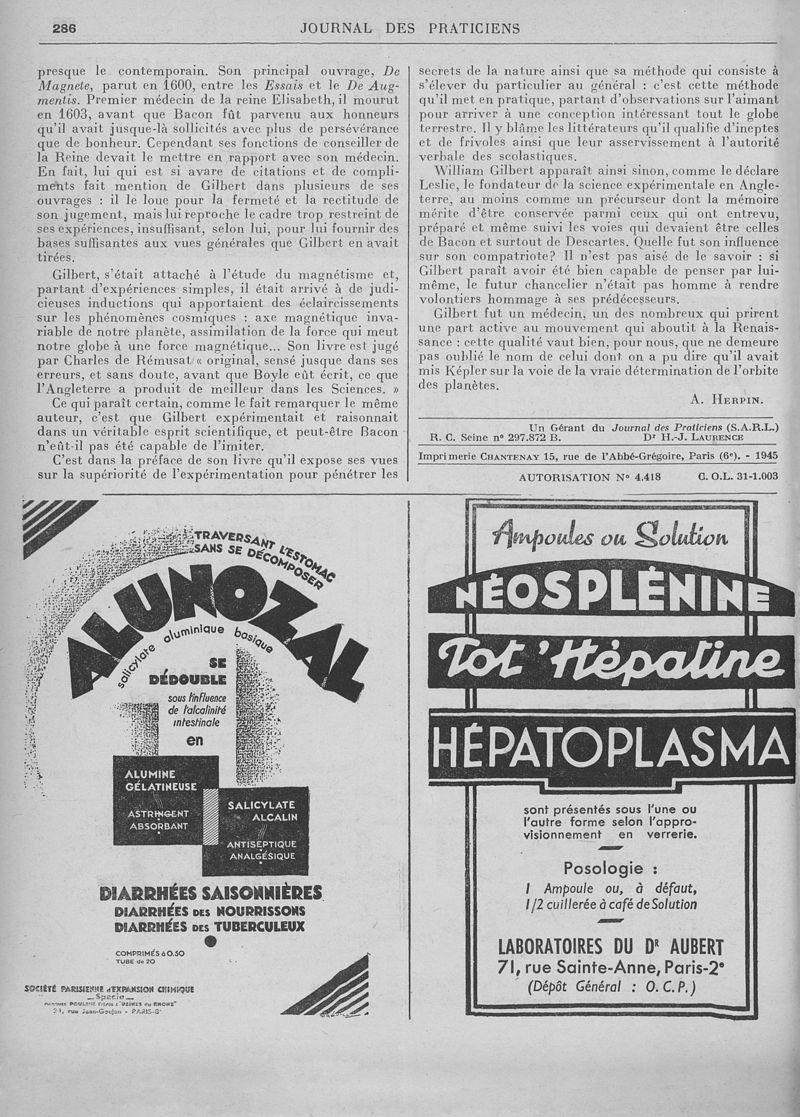 286
JOURNAL DES PRATICIENS
presque le contemporain. Son principal ouvrage, De
Magnete, parut en 1600, entre les Essais et le De Aug-
mentis. Premier médecin de la reine Elisabeth, il mourut
en 1603, avant que Bacon fût parvenu aux honneurs
qu'il avait jusque-là sollicités avec plus de persévérance
que de bonheur. Cependant ses fonctions de conseiller de
la Reine devait le mettre en rapport avec son médecin.
En fait, lui qui est si avare de citations et de compli-
ments fait mention de Gilbert dans plusieurs de ses
ouvrages : il le loue pour la fermeté et la rectitude de
son jugement, mais lui reproche le cadre trop restreint de
ses expériences, insuffisant, selon lui, pour lui fournir des
bases suffisantes aux vues générales que Gilbert en avait
tirées.
Gilbert, s'était attaché à l'étude du magnétisme et,
partant d'expériences simples, il était arrivé à de judi-
cieuses inductions qui apportaient des éclaircissements
sur les phénomènes cosmiques : axe magnétique inva-
riable de notre planète, assimilation de la force qui meut
notre globe à une force magnétique... Son livre est jugé
par Charles de Rémusat « original, sensé jusque dans ses
erreurs, et sans doute, avant que Boyle eût écrit, ce que
l'Angleterre a produit de meilleur dans les Sciences. »
Ce qui paraît certain, comme le fait remarquer le même
auteur, c'est que Gilbert expérimentait et raisonnait
dans un véritable esprit scientifique, et peut-être Bacon
n'eût-il pas été capable de l'imiter.
C'est dans la préface de son livre qu'il expose ses vues
sur la supériorité de l'expérimentation pour pénétrer les
secrets de la nature ainsi que sa méthode qui consiste à
s'élever du particulier au général : c'est cette méthode
qu'il met en pratique, partant d'observations sur l'aimant
pour arriver à une conception intéressant tout le globe
terrestre. Il y blâme les littérateurs qu'il qualifie d'ineptes
et de frivoles ainsi que leur asservissement à l'autorité
verbale des scolastiques.
William Gilbert apparaît ainsi sinon, comme le déclare
Leslie, le fondateur de la science expérimentale en Angle-
terre, au moins comme un précurseur dont la mémoire
mérite d'être conservée parmi ceux qui ont entrevu,
préparé et même suivi les voies qui devaient être celles
de Bacon et surtout de Descartes. Quelle fut son influence
sur son compatriote? Il n'est pas aisé de le savoir : si
Gilbert paraît avoir été bien capable de penser par lui-
même, le futur chancelier n'était pas homme à rendre
volontiers hommage à ses prédécesseurs.
Gilbert fut un médecin, un des nombreux qui prirent
une part active au mouvement qui aboutit à la Renais-
sance : cette qualité vaut bien, pour nous, que ne demeure
pas oublié le nom de celui dont on a pu dire qu'il avait
mis Képler sur la voie de la vraie détermination de l'orbite
des planètes.
A. HERPIN.
Un Gérant du Journal des Praticiens (S.A.R.L.)
R. C. Seine n° 297.872 B. Dr H.-J. LAURENCE
Imprimerie CHANTENAY 15, rue de l'Abbé-Grégoire, Paris (6e). - 1945
AUTORISATION N° 4.418 C. O. L. 31-1.003
TRAVERSANT L'ESTOMAC
SANS SE DÉCOMPOSER
ALUNOZAL
salicylate aluminique basique
SE
DÉDOUBLE
sous l'influence
de l'alcalinité
intestinale
en
ALUMINE
GÉLATINEUSE
ASTRINGENT
ABSORBANT
SALICYLATE
ALCALIN
ANTISEPTIQUE
ANALGÉSIQUE
DIARRHÉES SAISONNIÈRES
DIARRHÉES DES NOURRISSONS
DIARRHÉES DES TUBERCULEUX
COMPRIMÉS à 0.50
TUBE de 20
SOCIÉTÉ PARISIENNE d'EXPANSION CHIMIQUE
— Specia —
MARQUES POULENC Frères & "USINES du RHÔNE"
21, rue Jean-Goujon - PARIS-8e
Ampoules ou Solution
NÉOSPLÉNINE
Tot'Hépatine
HÉPATOPLASMA
sont présentés sous l'une ou
l'autre forme selon l'appro-
visionnement en verrerie.
Posologie :
1 Ampoule ou, à défaut,
1/2 cuillerée à café de Solution
LABORATOIRES DU Dr AUBERT
71, rue Sainte-Anne, Paris-2e
(Dépôt Général : O.C.P.)